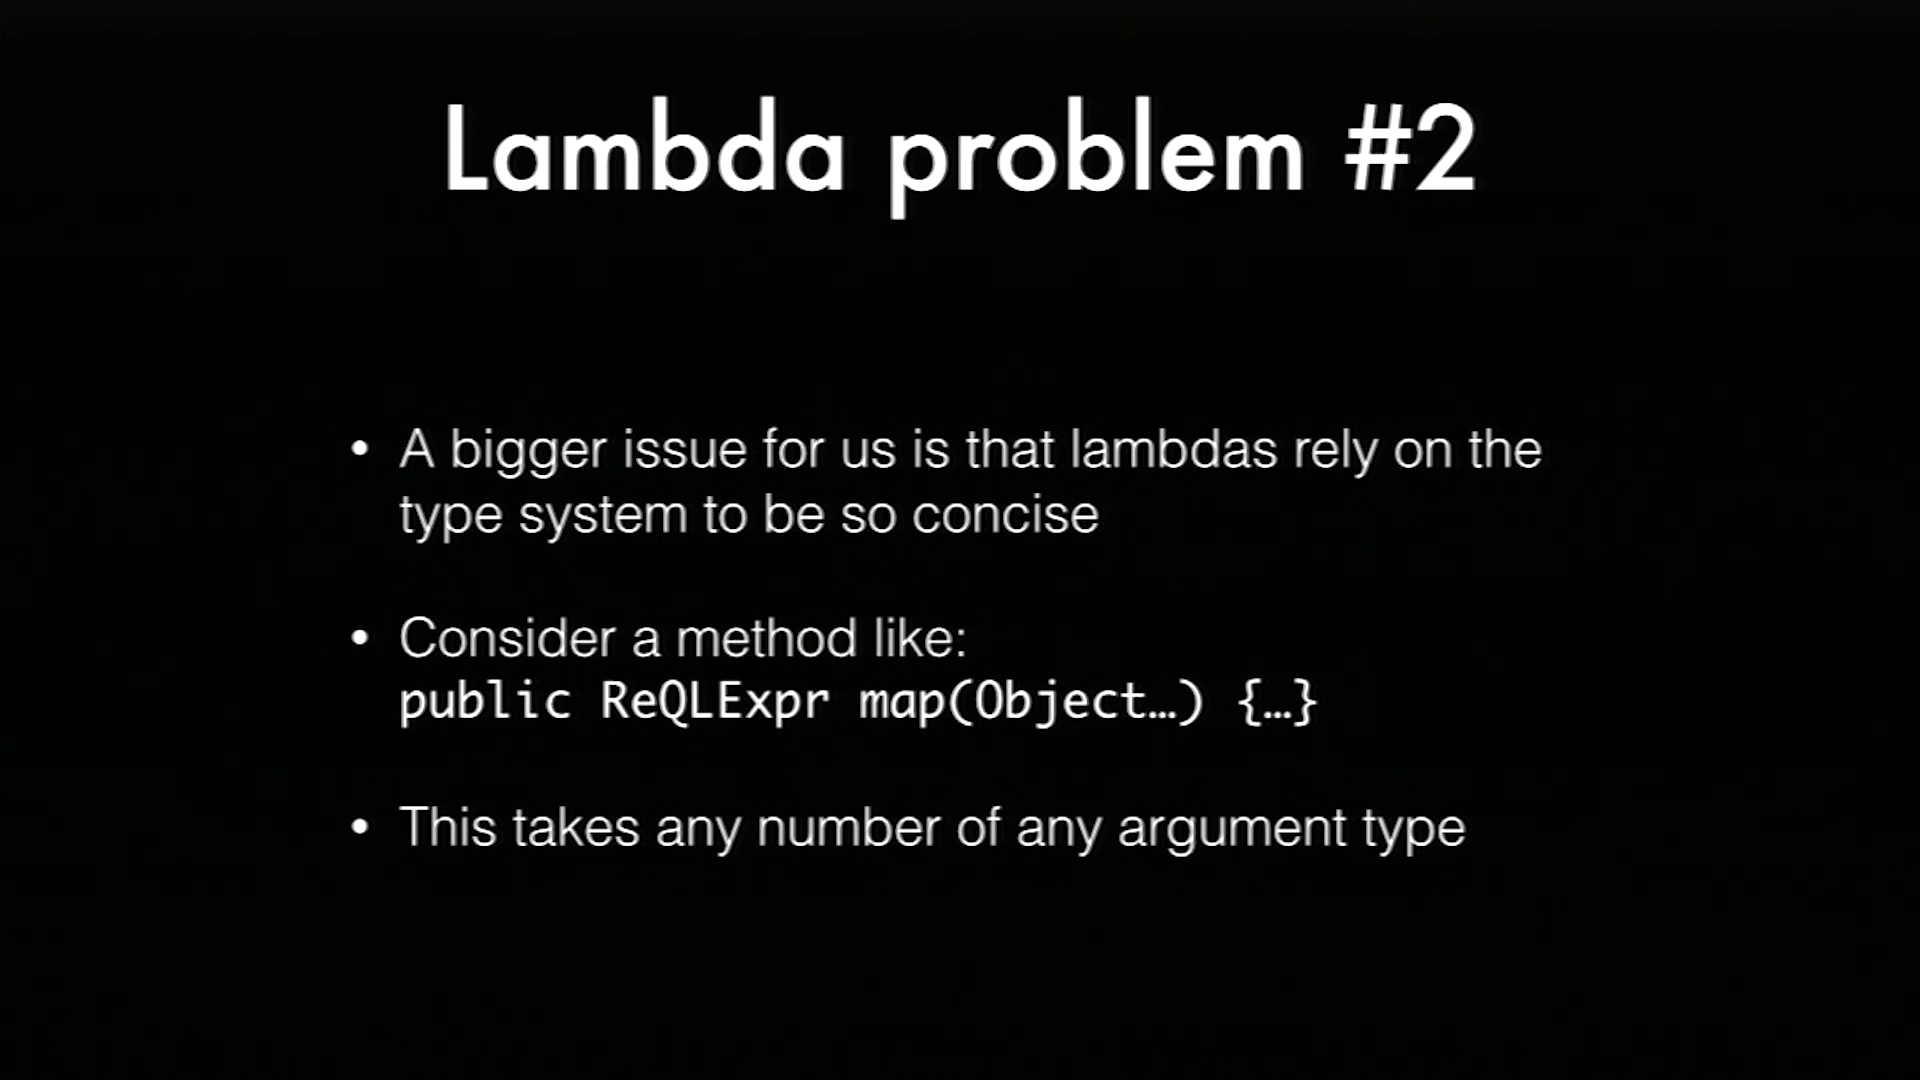 Lambda problem #2
• A bigger issue for us is that lambdas rely on the
type system to be so concise
• Consider a method like:
public ReQLExpr map(Object…) {…}
• This takes any number of any argument type